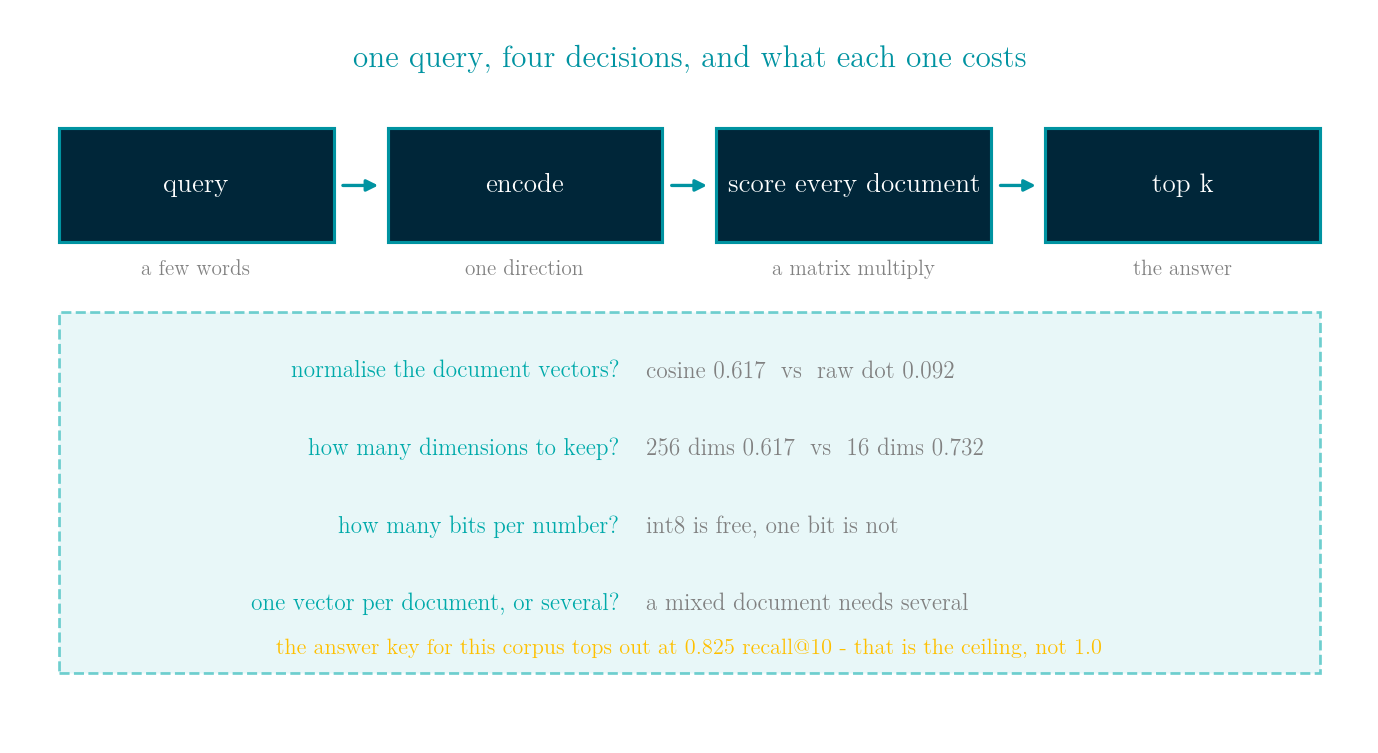 one query, four decisions, and what each one costs
query
encode
score every document
top k
a few words
one direction
a matrix multiply
the answer
normalise the document vectors? cosine 0.617 vs raw dot 0.092
how many dimensions to keep? 256 dims 0.617 vs 16 dims 0.732
how many bits per number? int8 is free, one bit is not
one vector per document, or several? a mixed document needs several
the answer key for this corpus tops out at 0.825 recall@10 - that is the ceiling, not 1.0